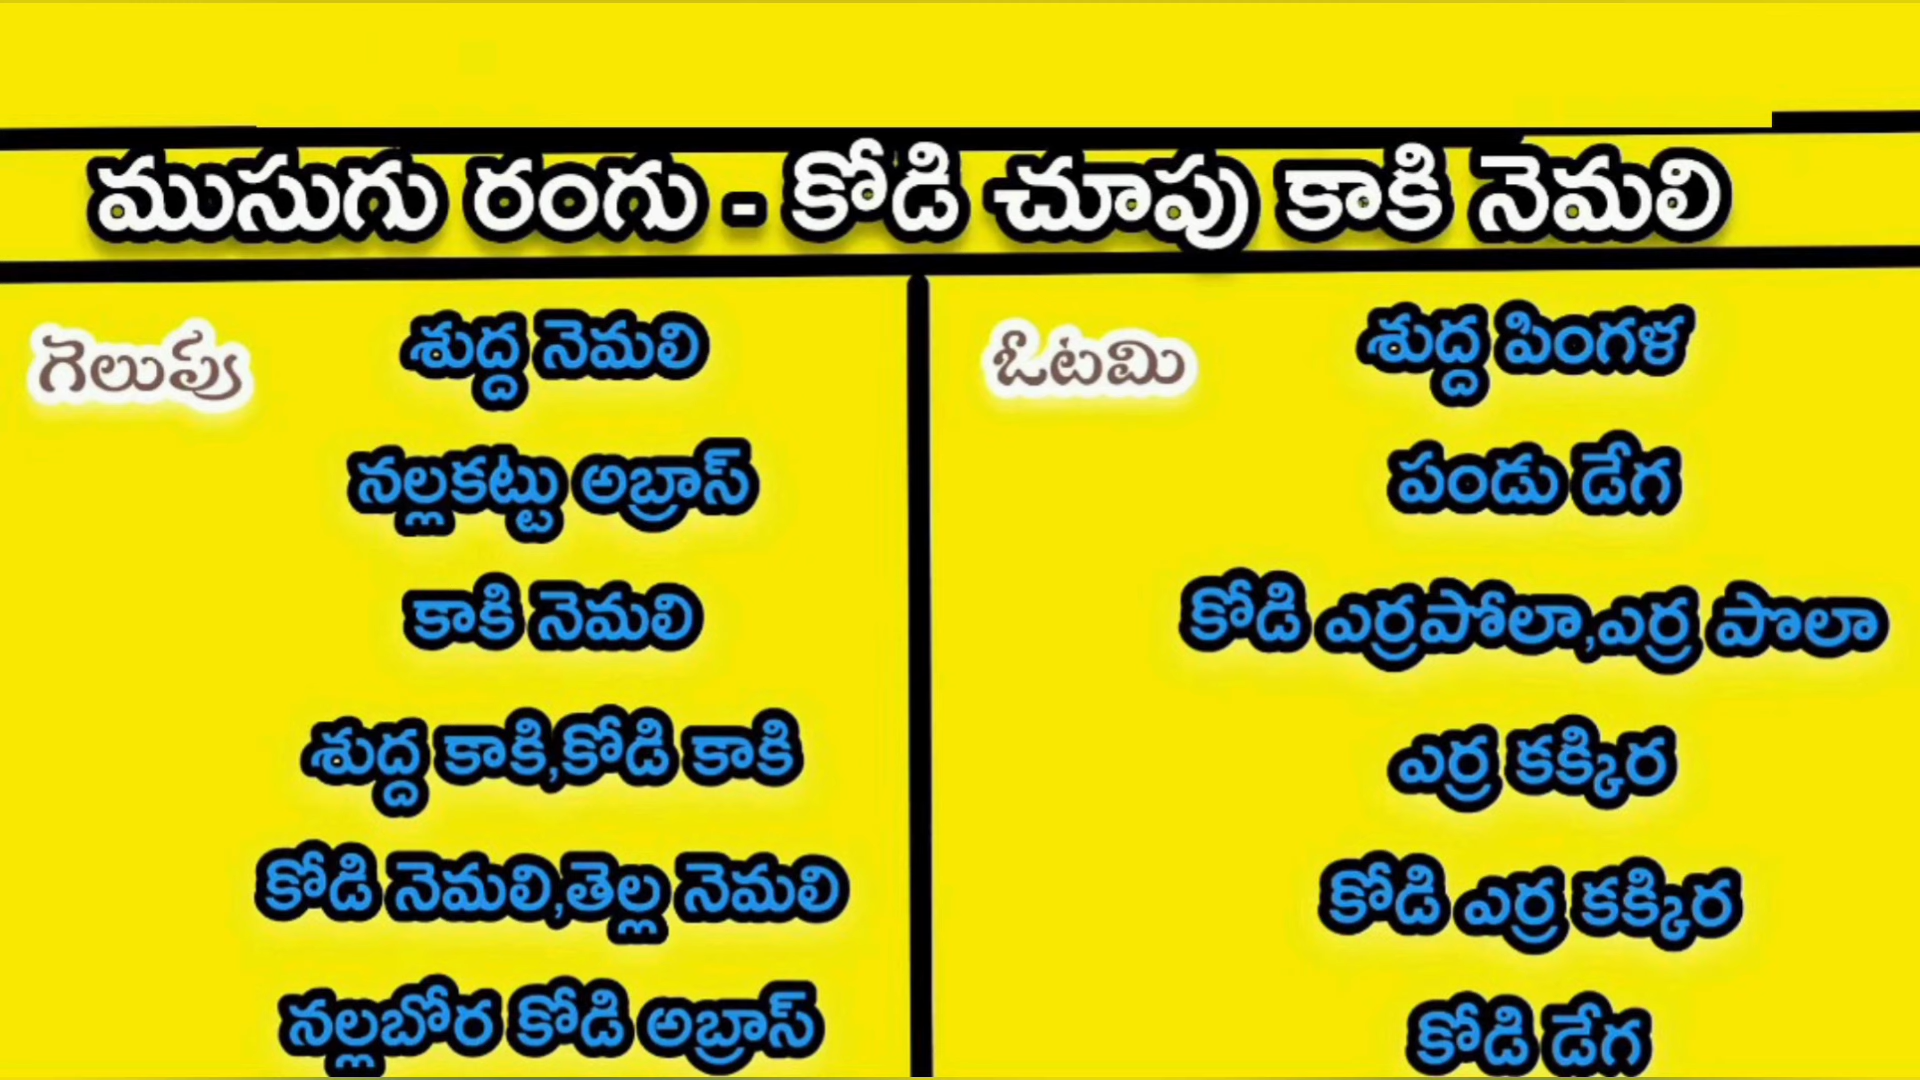 ముసుగు రంగు - కోడి చూపు కాకి నెమలి
గెలుపు
శుద్ద నెమలి
నల్లకట్టు అబ్రాస్
కాకి నెమలి
శుద్ద కాకి,కోడి కాకి
కోడి నెమలి,తెల్ల నెమలి
నల్లబోర కోడి అబ్రాస్
ఓటమి
శుద్ద పింగళ
పండు డేగ
కోడి ఎర్రపోలా,ఎర్ర పొలా
ఎర్ర కక్కిర
కోడి ఎర్ర కక్కిర
కోడి డేగ